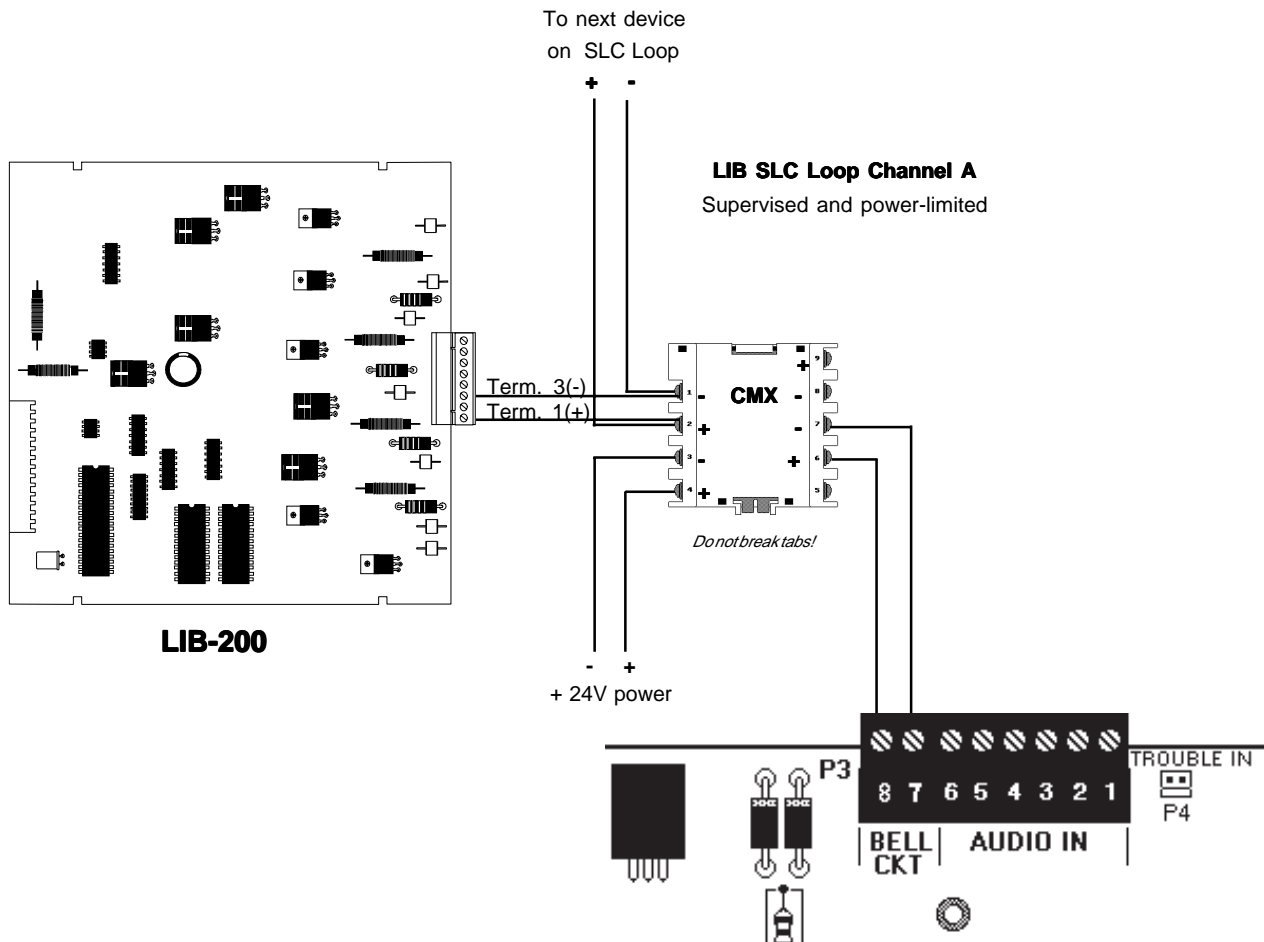 To next device
on SLC Loop
+ -
LIB SLC Loop Channel A
Supervised and power-limited
Term. 3(-)
Term. 1(+)
CMX
1 -
2 +
3 -
4 +
+ 9
- 8
- 7
+ 6
5
Do not break tabs!
LIB-200
- +
+ 24V power
P3
8 7 6 5 4 3 2 1
TROUBLE IN
P4
BELL
CKT
AUDIO IN